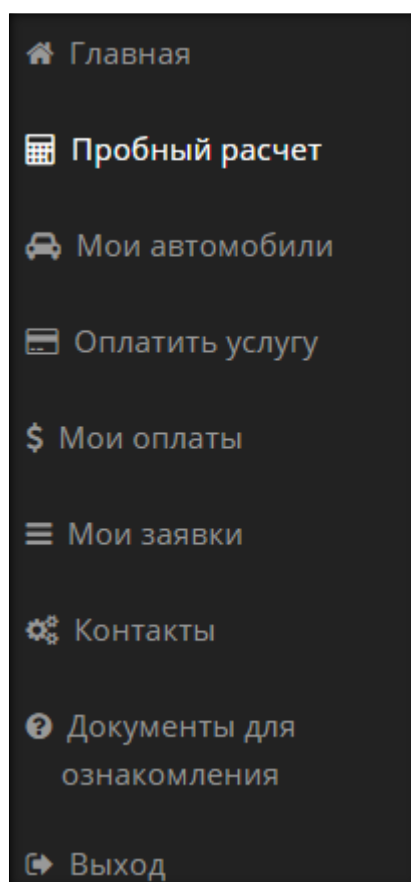 Главная
Пробный расчет
Мои автомобили
Оплатить услугу
Мои оплаты
Мои заявки
Контакты
Документы для
ознакомления
Выход